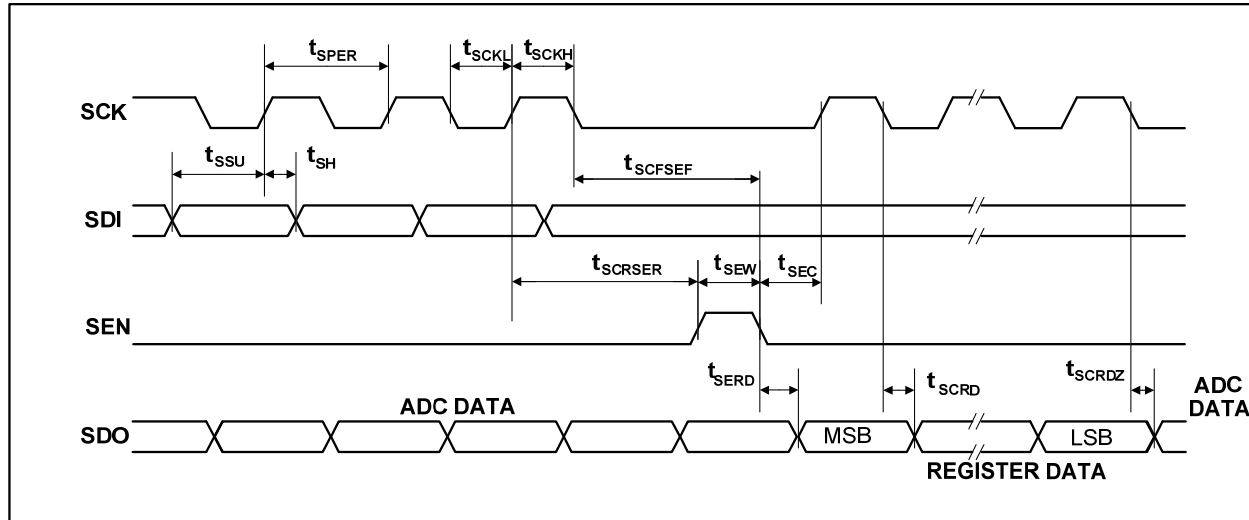 tSPER
tSCKL
tSCKH
SCK
tSSU
tSH
tSCFSEF
SDI
tSCRSER
tSEW
tSEC
SEN
tSERD
tSCRD
tSCRDZ
ADC
DATA
ADC DATA
SDO
MSB
LSB
REGISTER DATA